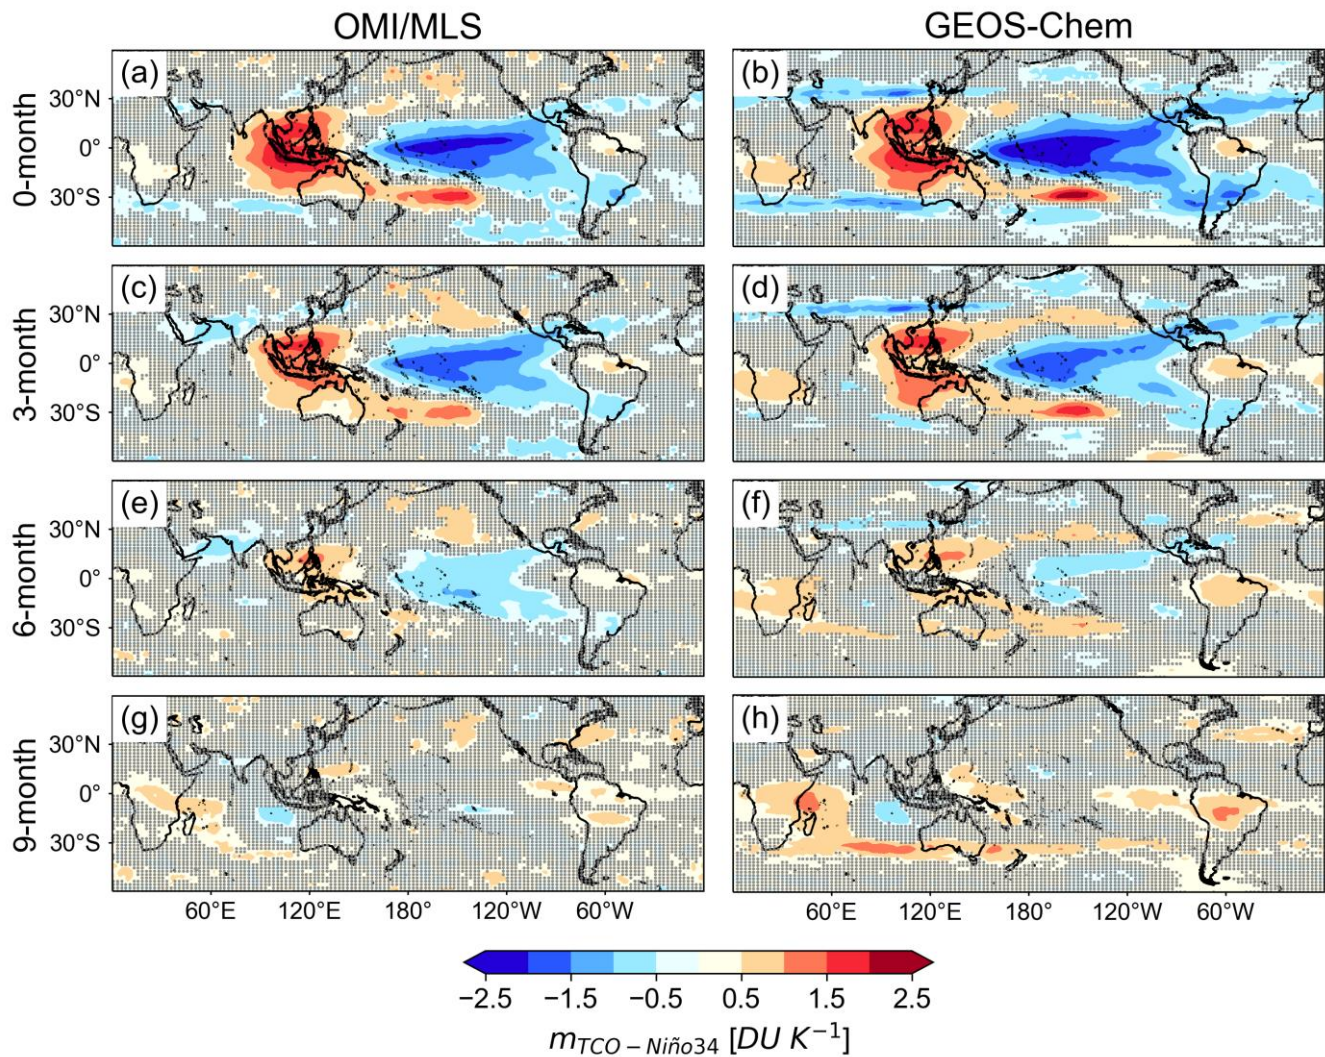 OMI/MLS GEOS-Chem
(a) (b)
0-month
30°N
0°
30°S
(c) (d)
3-month
30°N
0°
30°S
(e) (f)
6-month
30°N
0°
30°S
(g) (h)
9-month
30°N
0°
30°S
60°E 120°E 180° 120°W 60°W 60°E 120°E 180° 120°W 60°W
−2.5 −1.5 −0.5 0.5 1.5 2.5
m_{TCO−Niño34} [DU K⁻¹]